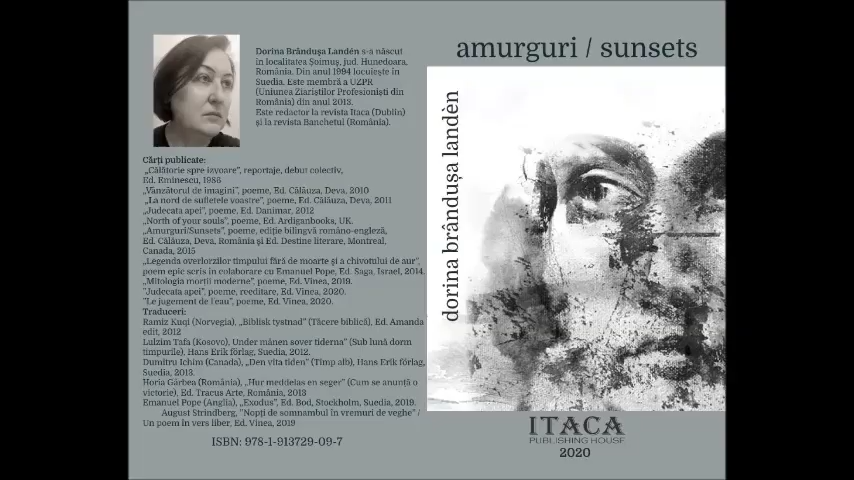 Dorina Brândușa Landén s-a născut
în localitatea Șoimuș, jud. Hunedoara,
România. Din anul 1994 locuiește în
Suedia. Este membră a UZPR
(Uniunea Ziariștilor Profesioniști din
România) din anul 2013.
Este redactor la revista Itaca (Dublin)
și la revista Banchetul (România).
Cărți publicate:
„Călătorie spre izvoare”, reportaje, debut colectiv,
Ed. Eminescu, 1986
„Vânzătorul de imagini”, poeme, Ed. Călăuza, Deva, 2010
„La nord de sufletele voastre”, poeme, Ed. Călăuza, Deva, 2011
„Judecata apei”, poeme, Ed. Danimar, 2012
„North of your souls”, poeme, Ed. Ardiganbooks, UK.
„Amurguri/Sunsets”, poeme, ediție bilingvă româno-engleză,
Ed. Călăuza, Deva, România și Ed. Destine literare, Montreal,
Canada, 2015
„Legenda overlorzilor timpului fără de moarte și a chivotului de aur”,
poem epic scris în colaborare cu Emanuel Pope, Ed. Saga, Israel, 2014.
„Mitologia morții moderne”, poeme, Ed. Vinea, 2019.
"Judecata apei”, poeme, reeditare, Ed. Vinea, 2020.
"Le jugement de l'eau”, poeme, Ed. Vinea, 2020.
Traduceri:
Ramiz Kuqi (Norvegia), „Biblisk tystnad” (Tăcere biblică), Ed. Amanda
edit, 2012
Lulzim Tafa (Kosovo), Under månen sover tiderna” (Sub lună dorm
timpurile), Hans Erik förlag, Suedia, 2012.
Dumitru Ichim (Canada), „Den vita tiden” (Timp alb), Hans Erik förlag,
Suedia, 2013.
Horia Gârbea (România), „Hur meddelas en seger” (Cum se anunță o
victorie), Ed. Tracus Arte, România, 2013
Emanuel Pope (Anglia), „Exodus”, Ed. Bod, Stockholm, Suedia, 2019.
August Strindberg, "Nopți de somnambul în vremuri de veghe” /
Un poem în vers liber, Ed. Vinea, 2019
ISBN: 978-1-913729-09-7
amurguri / sunsets
dorina brândușa landèn
ITACA
PUBLISHING HOUSE
2020